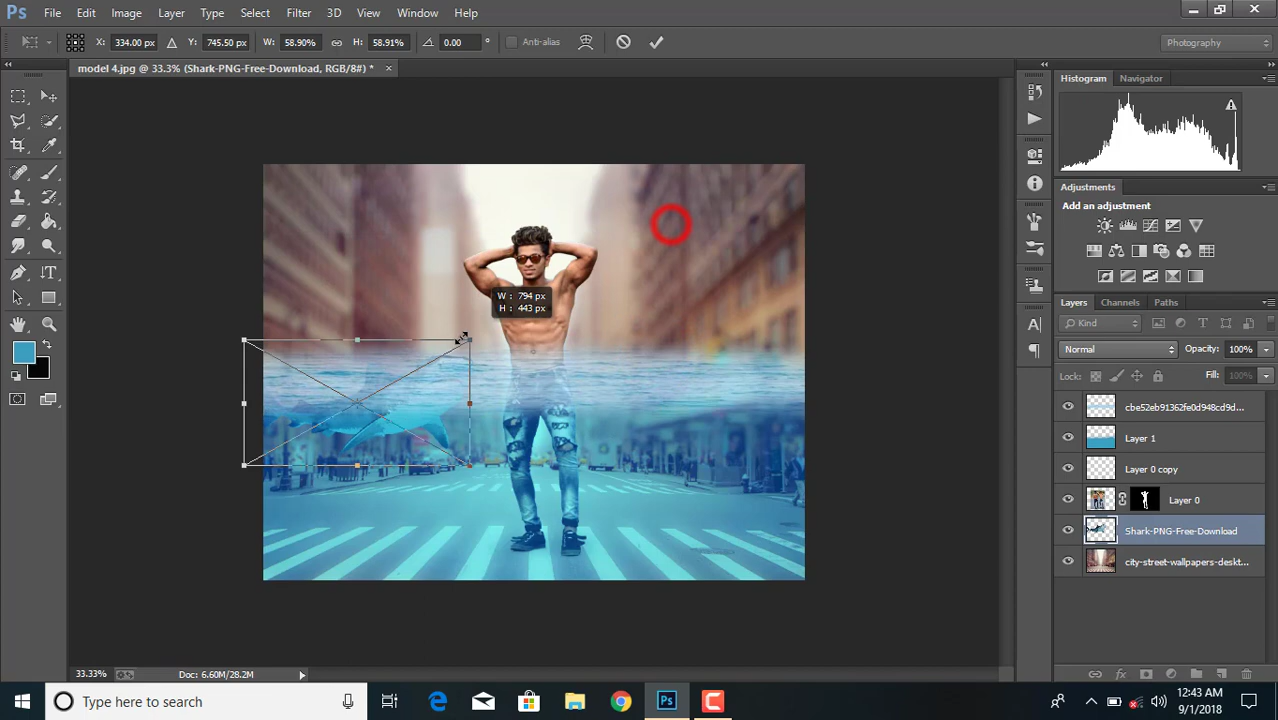 Ps File Edit Image Layer Type Select Filter 3D View Window Help
X: 334.00 px Y: 745.50 px W: 58.90% H: 58.91% 0.00 ° Anti-alias Photography
model 4.jpg @ 33.3% (Shark-PNG-Free-Download, RGB/8#) * ×
Histogram Navigator
Adjustments
Add an adjustment
W : 794 px
H : 443 px
Layers Channels Paths
Kind
Normal Opacity: 100%
Lock: Fill: 100%
cbe52eb91362fe0d948cd9d...
Layer 1
Layer 0 copy
Layer 0
Shark-PNG-Free-Download
city-street-wallpapers-deskt...
33.33% Doc: 6.60M/28.2M
Type here to search
12:43 AM
9/1/2018